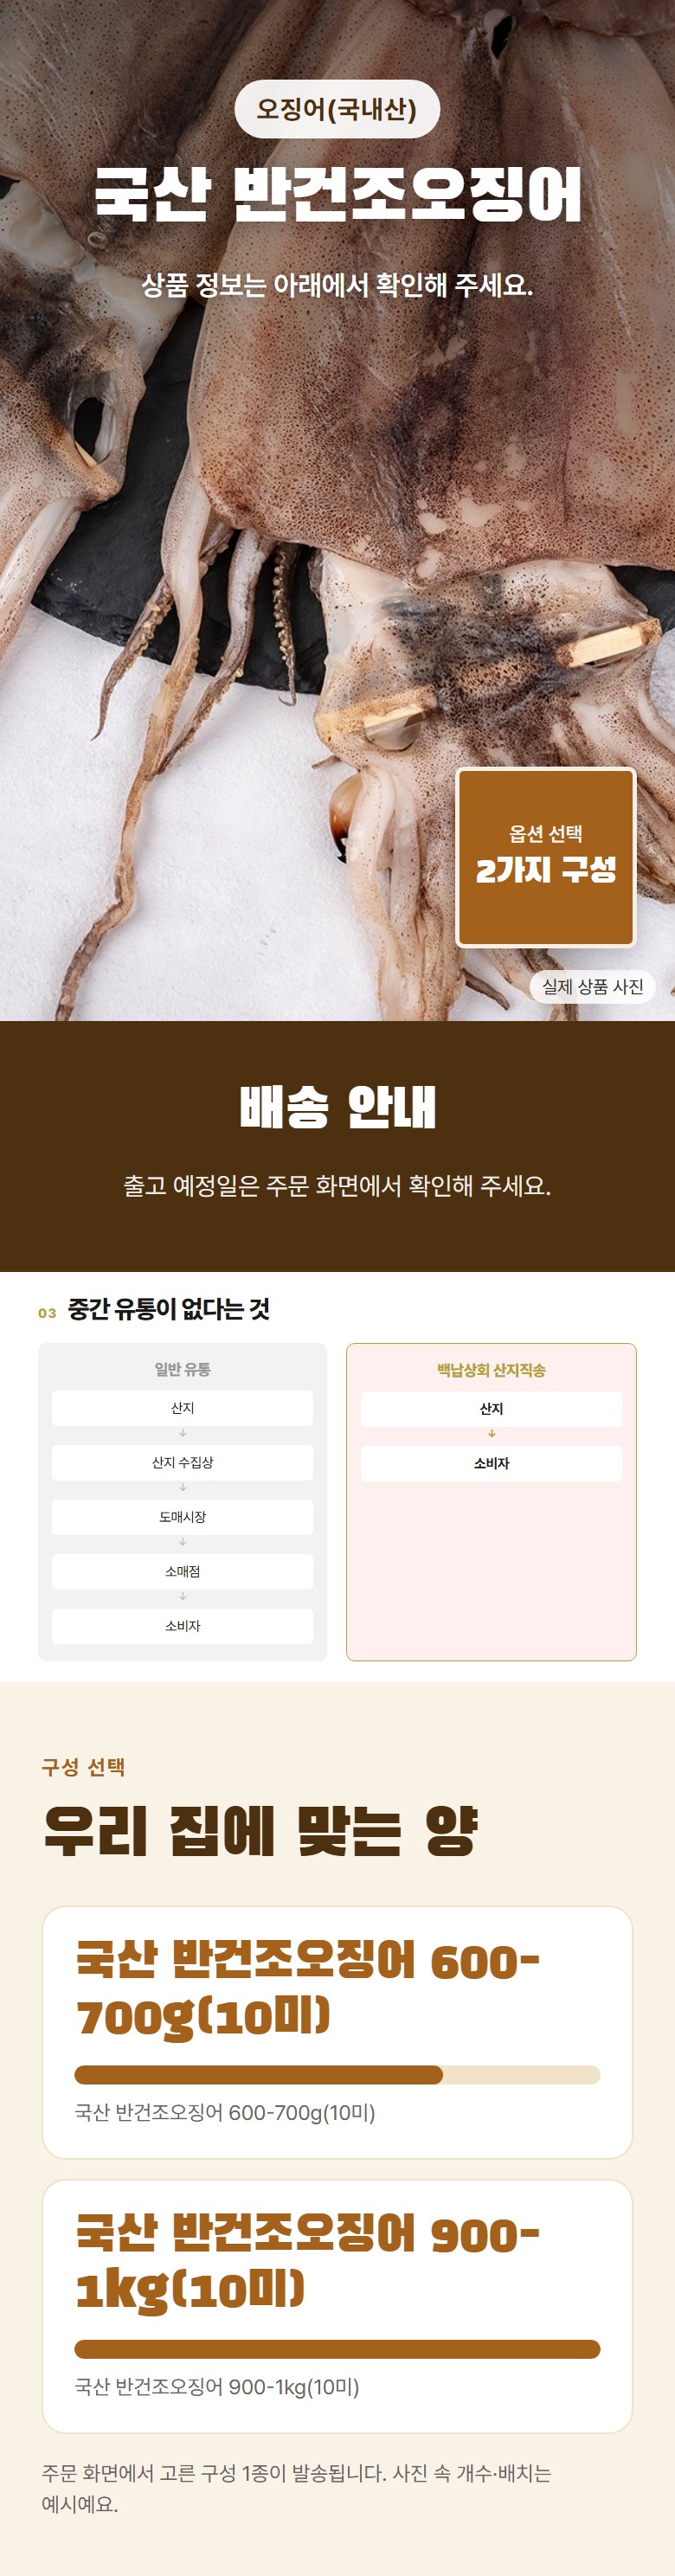 오징어(국내산)
국산 반건조오징어
상품 정보는 아래에서 확인해 주세요.
옵션 선택
2가지 구성
실제 상품 사진
배송 안내
출고 예정일은 주문 화면에서 확인해 주세요.
03 중간 유통이 없다는 것
일반 유통
산지
↓
산지 수집상
↓
도매시장
↓
소매점
↓
소비자
백납상회 산지직송
산지
↓
소비자
구성 선택
우리 집에 맞는 양
국산 반건조오징어 600-
700g(10미)
국산 반건조오징어 600-700g(10미)
국산 반건조오징어 900-
1kg(10미)
국산 반건조오징어 900-1kg(10미)
주문 화면에서 고른 구성 1종이 발송됩니다. 사진 속 개수·배치는
예시예요.